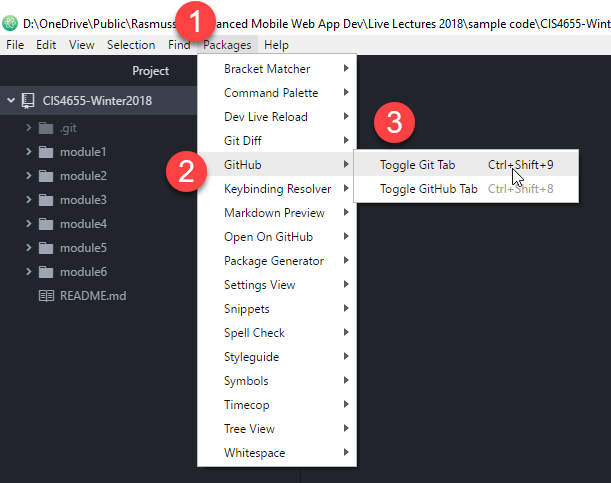 D:\OneDrive\Public\Rasmus anced Mobile Web App Dev\Live Lectures 2018\sample code\CIS4655-Wint
1
File Edit View Selection Find Packages Help
Project
CIS4655-Winter2018
.git
module1
module2
module3
module4
module5
module6
README.md
Bracket Matcher
Command Palette
Dev Live Reload
Git Diff
2
GitHub
Keybinding Resolver
Markdown Preview
Open On GitHub
Package Generator
Settings View
Snippets
Spell Check
Styleguide
Symbols
Timecop
Tree View
Whitespace
3
Toggle Git Tab Ctrl+Shift+9
Toggle GitHub Tab Ctrl+Shift+8